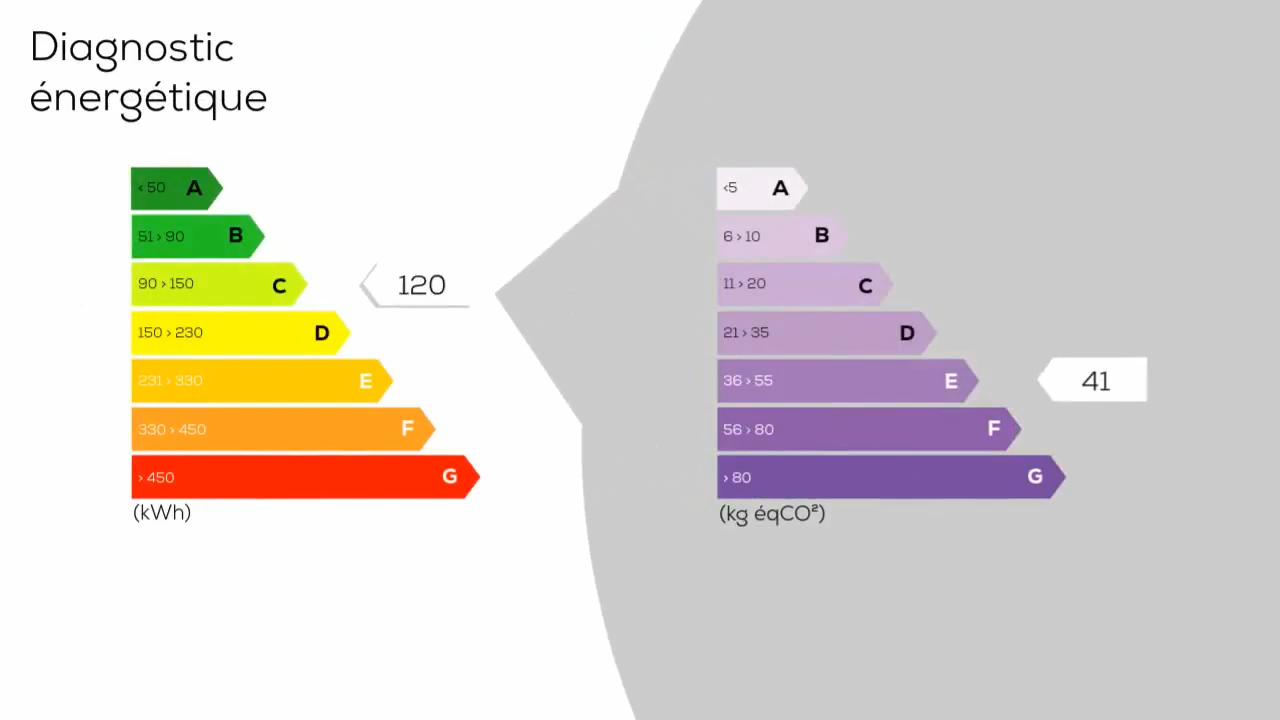 Diagnostic
énergétique
< 50 A
51 > 90 B
90 > 150 C
120
150 > 230 D
231 > 330 E
330 > 450 F
> 450 G
(kWh)
<5 A
6 > 10 B
11 > 20 C
21 > 35 D
36 > 55 E
41
56 > 80 F
> 80 G
(kg éqCO²)